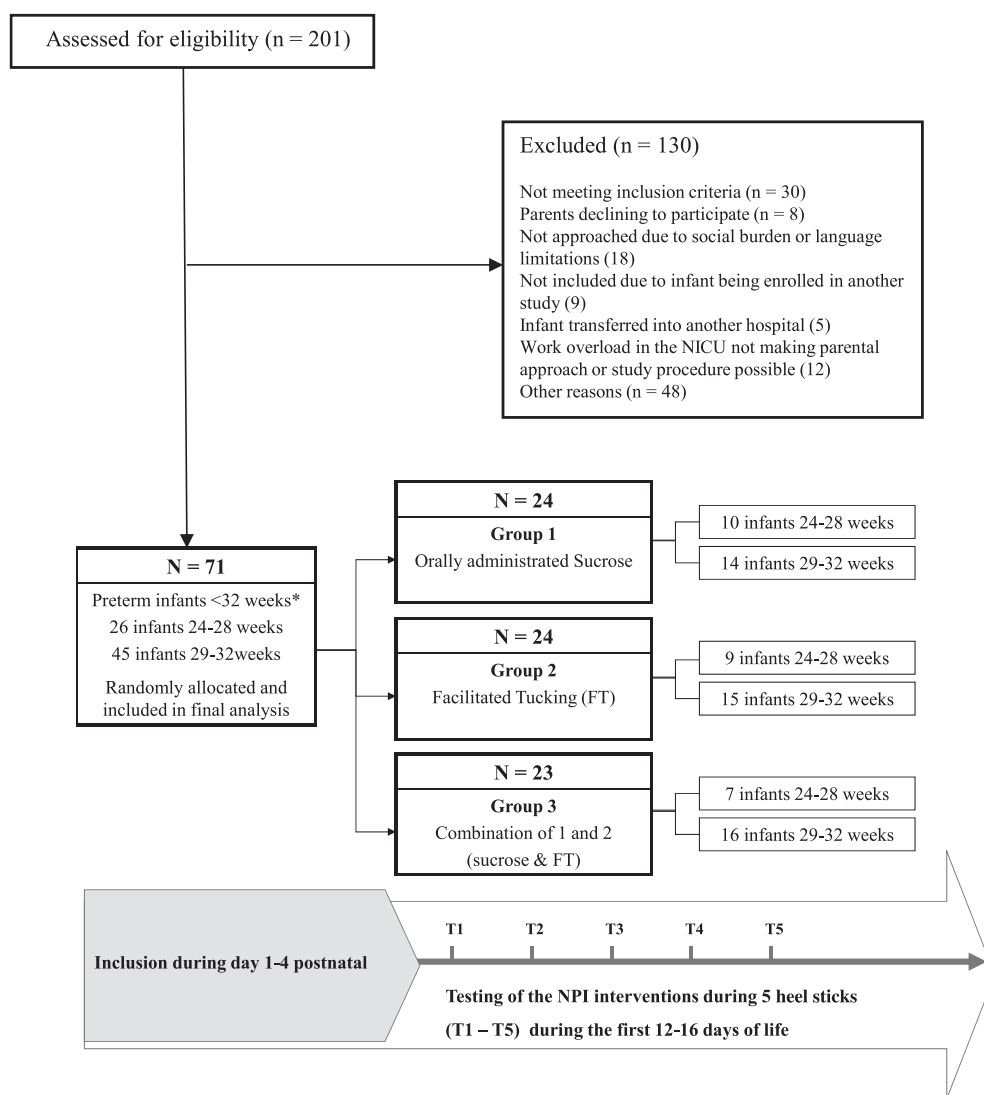 Assessed for eligibility (n = 201)
Excluded (n = 130)
Not meeting inclusion criteria (n = 30)
Parents declining to participate (n = 8)
Not approached due to social burden or language
limitations (18)
Not included due to infant being enrolled in another
study (9)
Infant transferred into another hospital (5)
Work overload in the NICU not making parental
approach or study procedure possible (12)
Other reasons (n = 48)
N = 71
Preterm infants <32 weeks*
26 infants 24-28 weeks
45 infants 29-32weeks
Randomly allocated and
included in final analysis
N = 24
Group 1
Orally administrated Sucrose
10 infants 24-28 weeks
14 infants 29-32 weeks
N = 24
Group 2
Facilitated Tucking (FT)
9 infants 24-28 weeks
15 infants 29-32 weeks
N = 23
Group 3
Combination of 1 and 2
(sucrose & FT)
7 infants 24-28 weeks
16 infants 29-32 weeks
Inclusion during day 1-4 postnatal
T1 T2 T3 T4 T5
Testing of the NPI interventions during 5 heel sticks
(T1 – T5) during the first 12-16 days of life